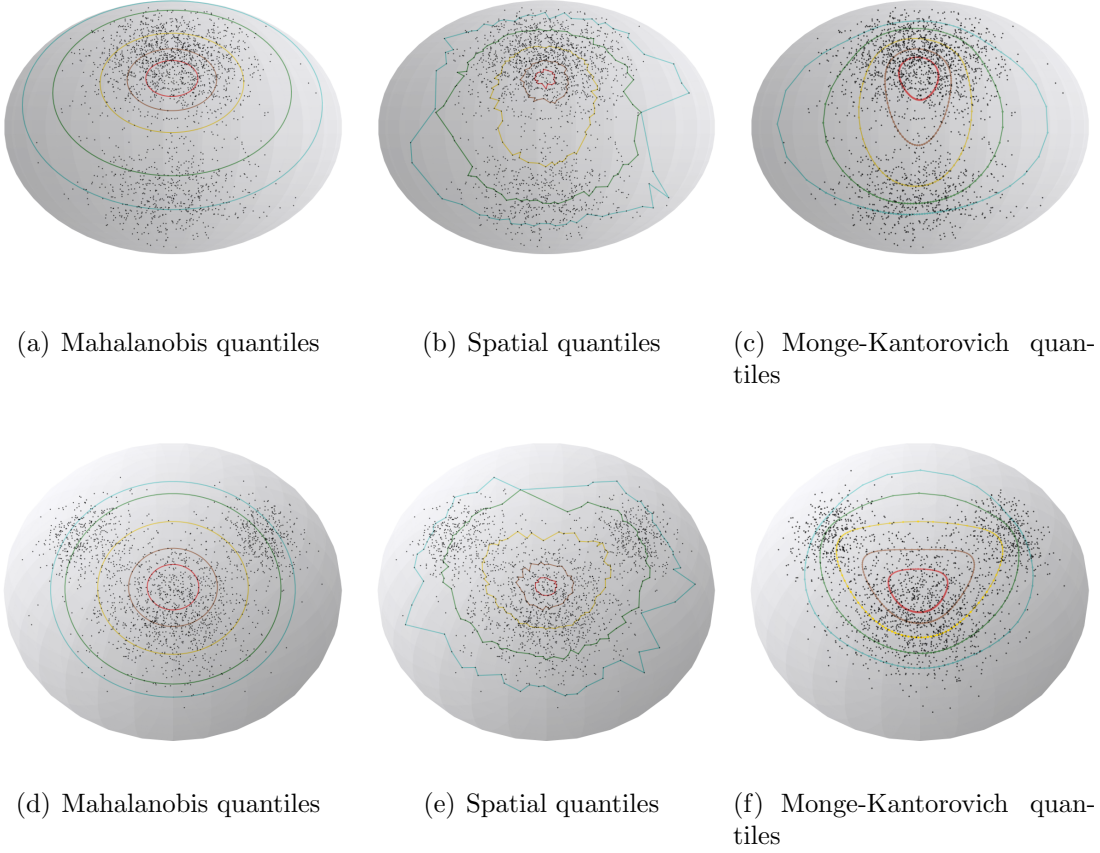 (a) Mahalanobis quantiles
(b) Spatial quantiles
(c) Monge-Kantorovich quan-
tiles
(d) Mahalanobis quantiles
(e) Spatial quantiles
(f) Monge-Kantorovich quan-
tiles